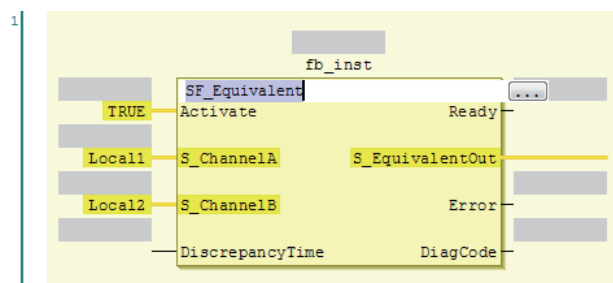 1
fb_inst
SF_Equivalent ...
TRUE Activate Ready
Local1 S_ChannelA S_EquivalentOut
Local2 S_ChannelB Error
DiscrepancyTime DiagCode